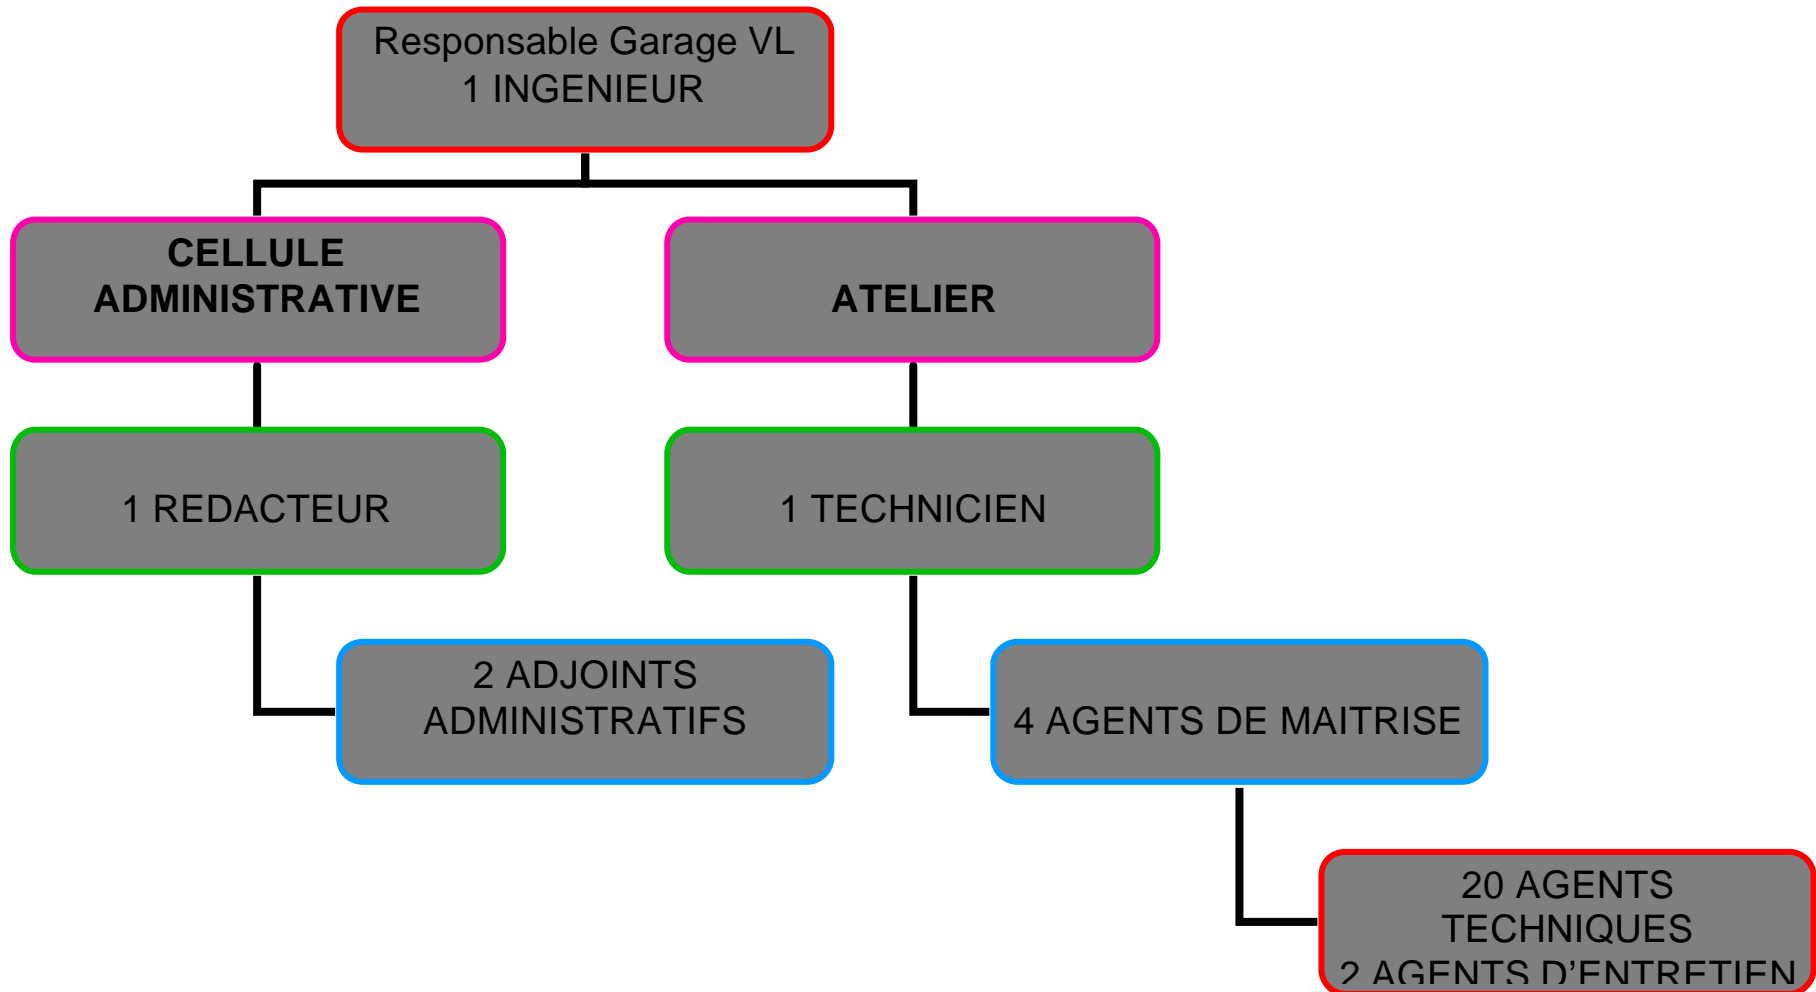 Responsable Garage VL
1 INGENIEUR
CELLULE
ADMINISTRATIVE
ATELIER
1 REDACTEUR
1 TECHNICIEN
2 ADJOINTS
ADMINISTRATIFS
4 AGENTS DE MAITRISE
20 AGENTS
TECHNIQUES
2 AGENTS D’ENTRETIEN